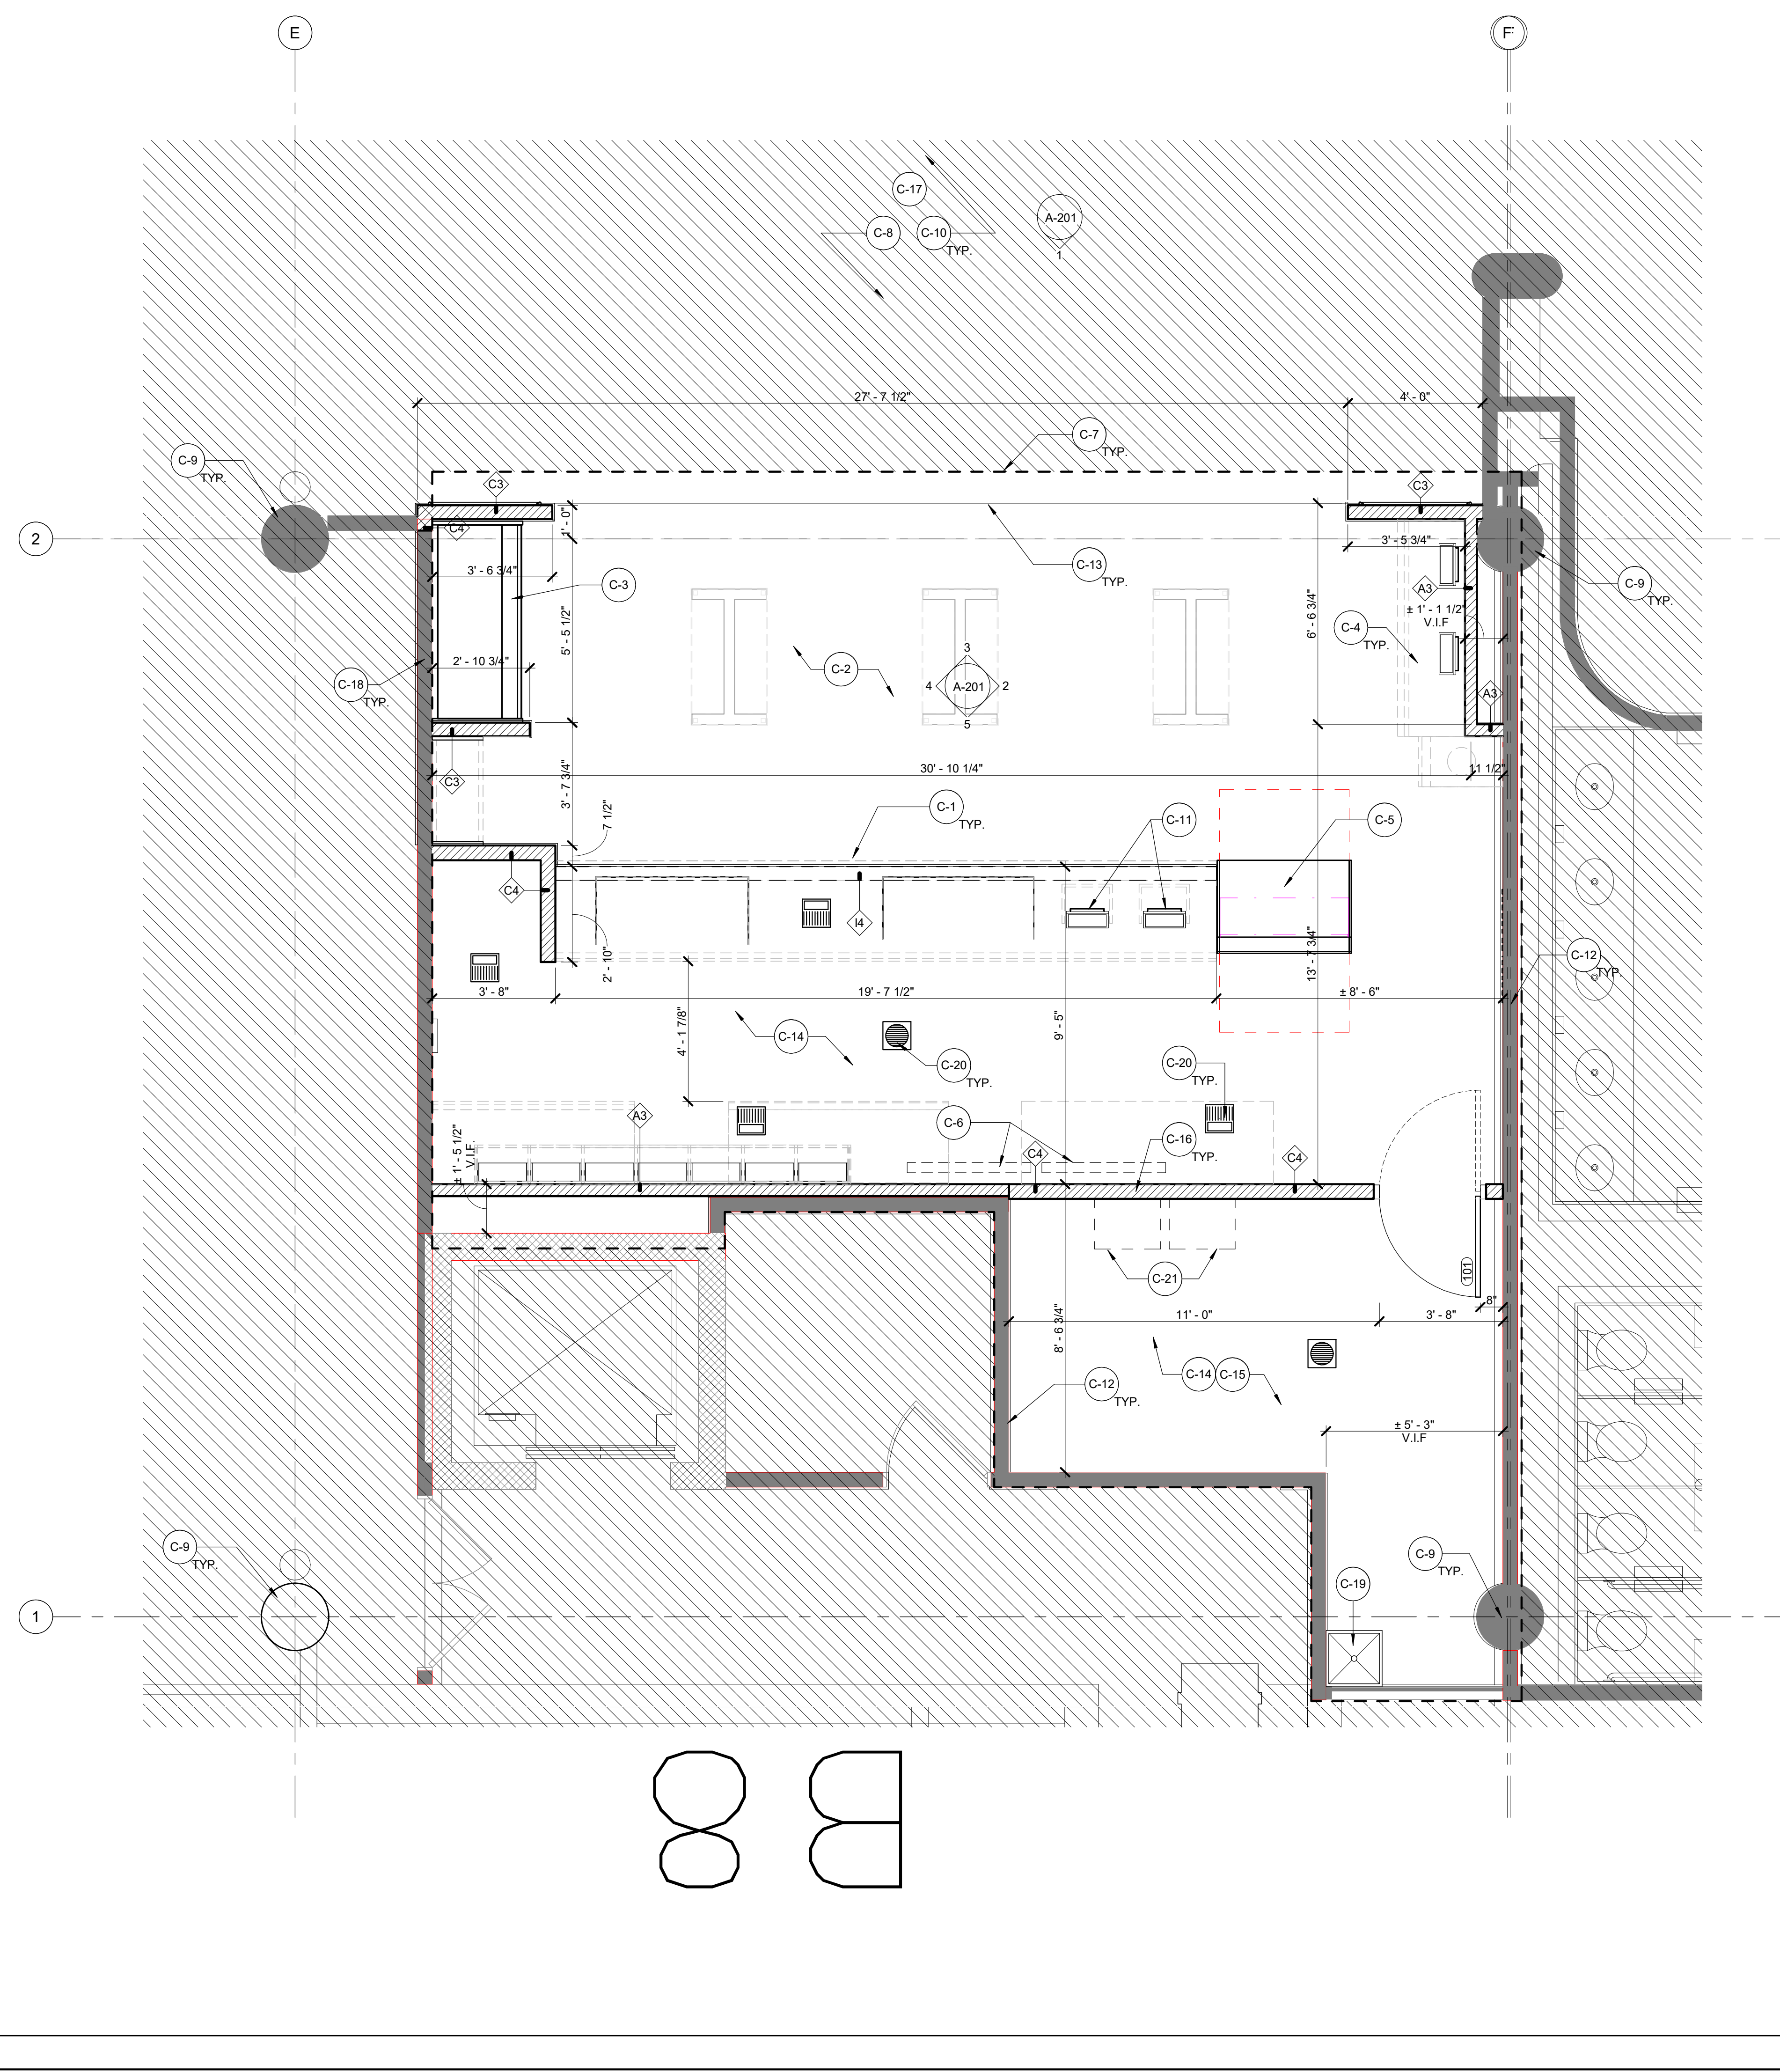 E
F
C-17
A-201
1
C-8
C-10
TYP.
27' - 7 1/2"
4' - 0"
C-7
TYP.
C-9
TYP.
C3
C3
C4
1' - 0"
2
3' - 5 3/4"
C-13
TYP.
3' - 6 3/4"
C-3
A3
C-9
TYP.
± 1' - 1 1/2"
V.I.F
5' - 5 1/2"
6' - 6 3/4"
C-4
TYP.
3
4
A-201
2
5
C-2
2' - 10 3/4"
C-18
TYP.
A3
30' - 10 1/4"
11 1/2"
C3
3' - 7 3/4"
7 1/2"
C-1
TYP.
C-11
C-5
C4
I4
2' - 10"
13' - 7 3/4"
C-12
TYP.
3' - 8"
19' - 7 1/2"
± 8' - 6"
4' - 1 7/8"
9' - 5"
C-14
C-20
TYP.
C-20
TYP.
A3
C-6
C-16
TYP.
± 1' - 5 1/2"
V.I.F.
C4
C4
C-21
101
8"
11' - 0"
3' - 8"
8' - 6 3/4"
C-14
C-15
C-12
TYP.
± 5' - 3"
V.I.F
C-9
TYP.
C-9
TYP.
C-19
1
8 B